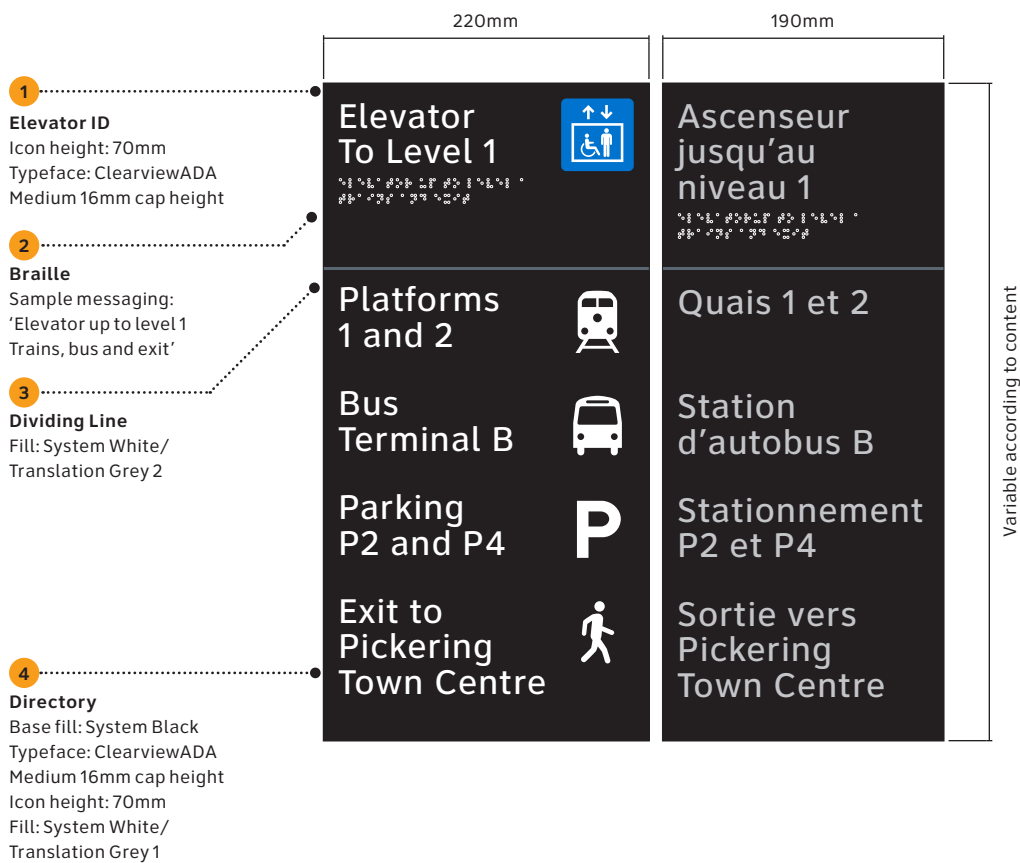 220mm
190mm
1
Elevator ID
Icon height: 70mm
Typeface: ClearviewADA
Medium 16mm cap height
2
Braille
Sample messaging:
‘Elevator up to level 1
Trains, bus and exit’
3
Dividing Line
Fill: System White/
Translation Grey 2
4
Directory
Base fill: System Black
Typeface: ClearviewADA
Medium 16mm cap height
Icon height: 70mm
Fill: System White/
Translation Grey 1
Elevator
To Level 1
Platforms
1 and 2
Bus
Terminal B
Parking
P2 and P4
P
Exit to
Pickering
Town Centre
Ascenseur
jusqu’au
niveau 1
Quais 1 et 2
Station
d’autobus B
Stationnement
P2 et P4
Sortie vers
Pickering
Town Centre
Variable according to content